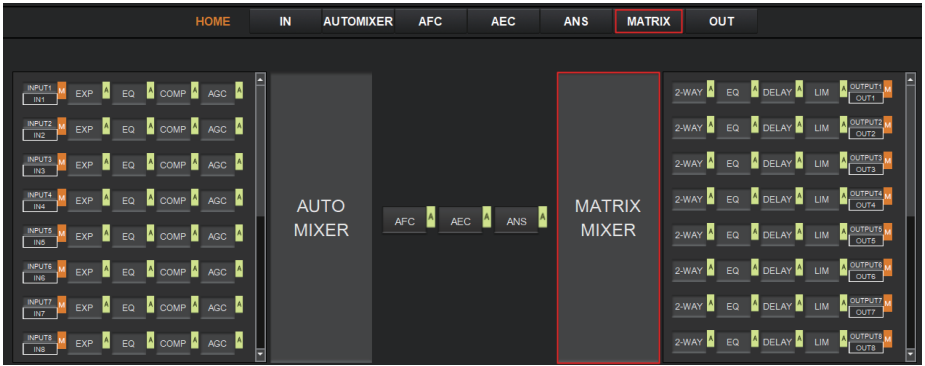 HOME IN AUTOMIXER AFC AEC ANS MATRIX OUT
INPUT1 M EXP A EQ A COMP A AGC A
IN1
INPUT2 M EXP A EQ A COMP A AGC A
IN2
INPUT3 M EXP A EQ A COMP A AGC A
IN3
INPUT4 M EXP A EQ A COMP A AGC A
IN4
INPUT5 M EXP A EQ A COMP A AGC A
IN5
INPUT6 M EXP A EQ A COMP A AGC A
IN6
INPUT7 M EXP A EQ A COMP A AGC A
IN7
INPUT8 M EXP A EQ A COMP A AGC A
IN8
AUTO
MIXER
AFC A AEC A ANS A
MATRIX
MIXER
2-WAY A EQ A DELAY A LIM A OUTPUT1 M
OUT1
2-WAY A EQ A DELAY A LIM A OUTPUT2 M
OUT2
2-WAY A EQ A DELAY A LIM A OUTPUT3 M
OUT3
2-WAY A EQ A DELAY A LIM A OUTPUT4 M
OUT4
2-WAY A EQ A DELAY A LIM A OUTPUT5 M
OUT5
2-WAY A EQ A DELAY A LIM A OUTPUT6 M
OUT6
2-WAY A EQ A DELAY A LIM A OUTPUT7 M
OUT7
2-WAY A EQ A DELAY A LIM A OUTPUT8 M
OUT8